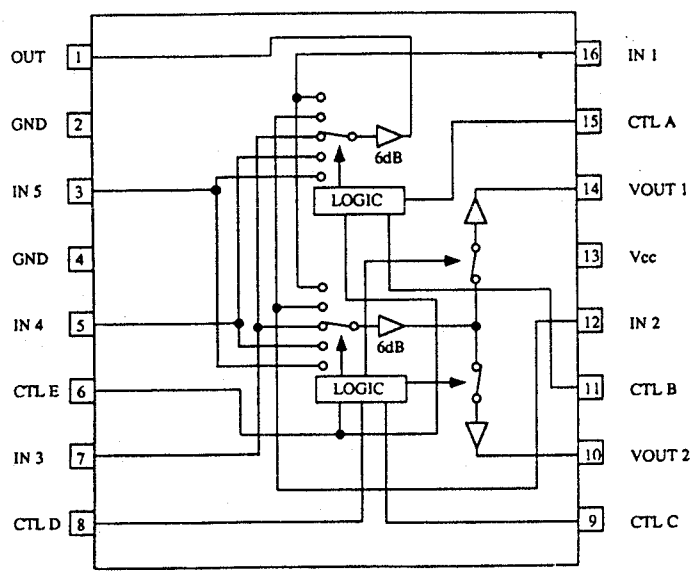 OUT 1
16 IN 1
GND 2
15 CTL A
6dB
IN 5 3
LOGIC
14 VOUT 1
GND 4
13 Vcc
IN 4 5
12 IN 2
6dB
CTL E 6
LOGIC
11 CTL B
IN 3 7
10 VOUT 2
CTL D 8
9 CTL C